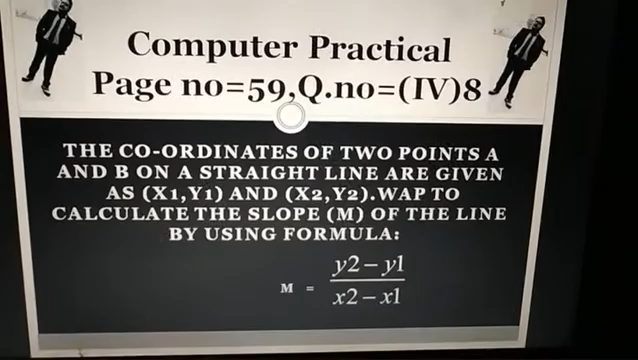 Computer Practical
Page no=59,Q.no=(IV)8
THE CO-ORDINATES OF TWO POINTS A
AND B ON A STRAIGHT LINE ARE GIVEN
AS (X1,Y1) AND (X2,Y2).WAP TO
CALCULATE THE SLOPE (M) OF THE LINE
BY USING FORMULA:
M = y2-y1
x2-x1